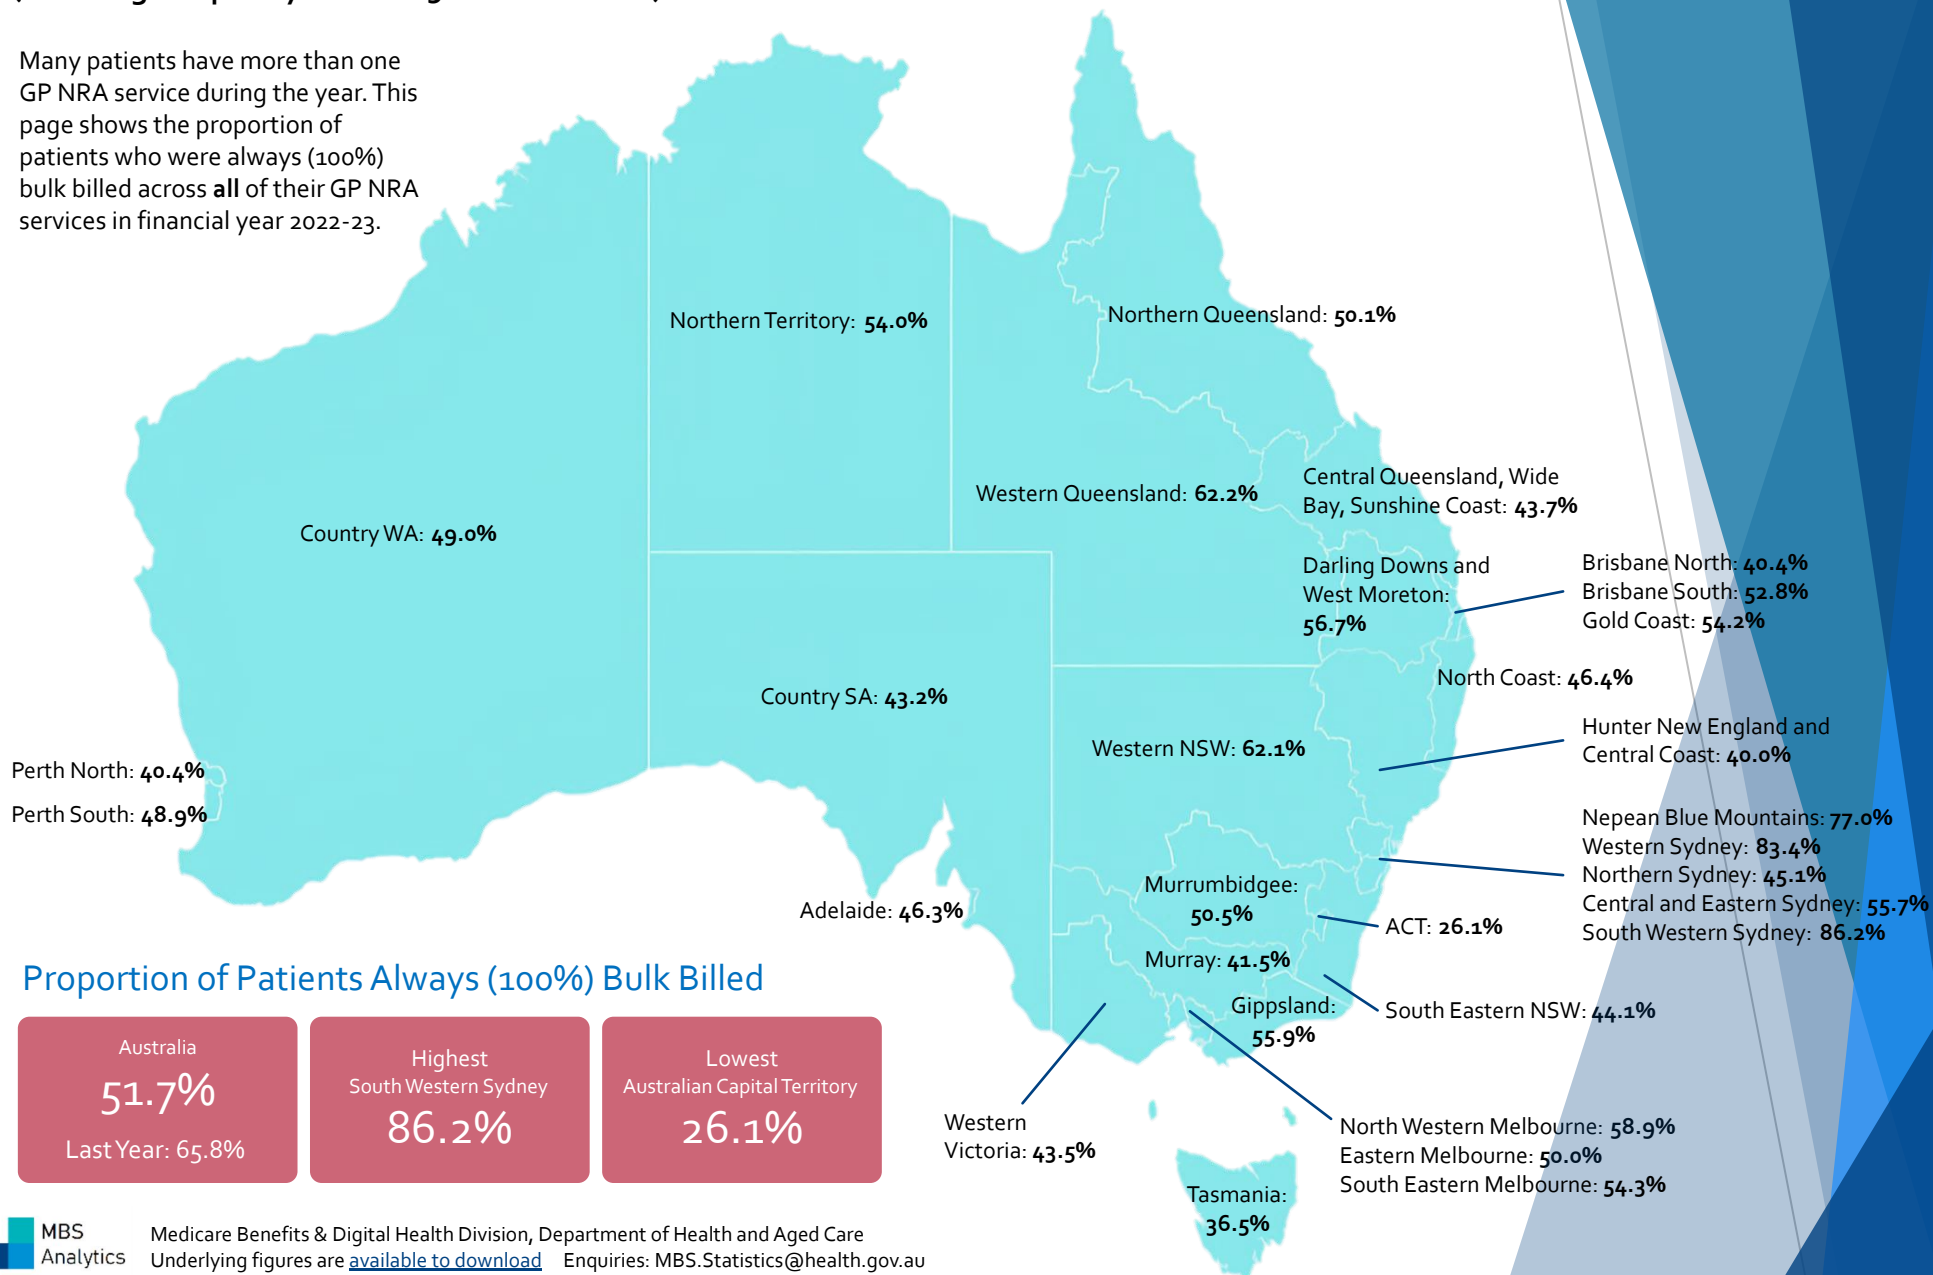 Many patients have more than one
GP NRA service during the year. This
page shows the proportion of
patients who were always (100%)
bulk billed across all of their GP NRA
services in financial year 2022-23.
Northern Territory: 54.0%
Northern Queensland: 50.1%
Western Queensland: 62.2%
Central Queensland, Wide
Bay, Sunshine Coast: 43.7%
Country WA: 49.0%
Darling Downs and
West Moreton:
56.7%
Brisbane North: 40.4%
Brisbane South: 52.8%
Gold Coast: 54.2%
North Coast: 46.4%
Country SA: 43.2%
Western NSW: 62.1%
Hunter New England and
Central Coast: 40.0%
Perth North: 40.4%
Perth South: 48.9%
Nepean Blue Mountains: 77.0%
Western Sydney: 83.4%
Northern Sydney: 45.1%
Central and Eastern Sydney: 55.7%
South Western Sydney: 86.2%
Murrumbidgee:
50.5%
Adelaide: 46.3%
ACT: 26.1%
Murray: 41.5%
Gippsland:
55.9%
South Eastern NSW: 44.1%
Proportion of Patients Always (100%) Bulk Billed
Australia
51.7%
Last Year: 65.8%
Highest
South Western Sydney
86.2%
Lowest
Australian Capital Territory
26.1%
Western
Victoria: 43.5%
North Western Melbourne: 58.9%
Eastern Melbourne: 50.0%
South Eastern Melbourne: 54.3%
Tasmania:
36.5%
MBS
Analytics
Medicare Benefits & Digital Health Division, Department of Health and Aged Care
Underlying figures are available to download Enquiries: MBS.Statistics@health.gov.au